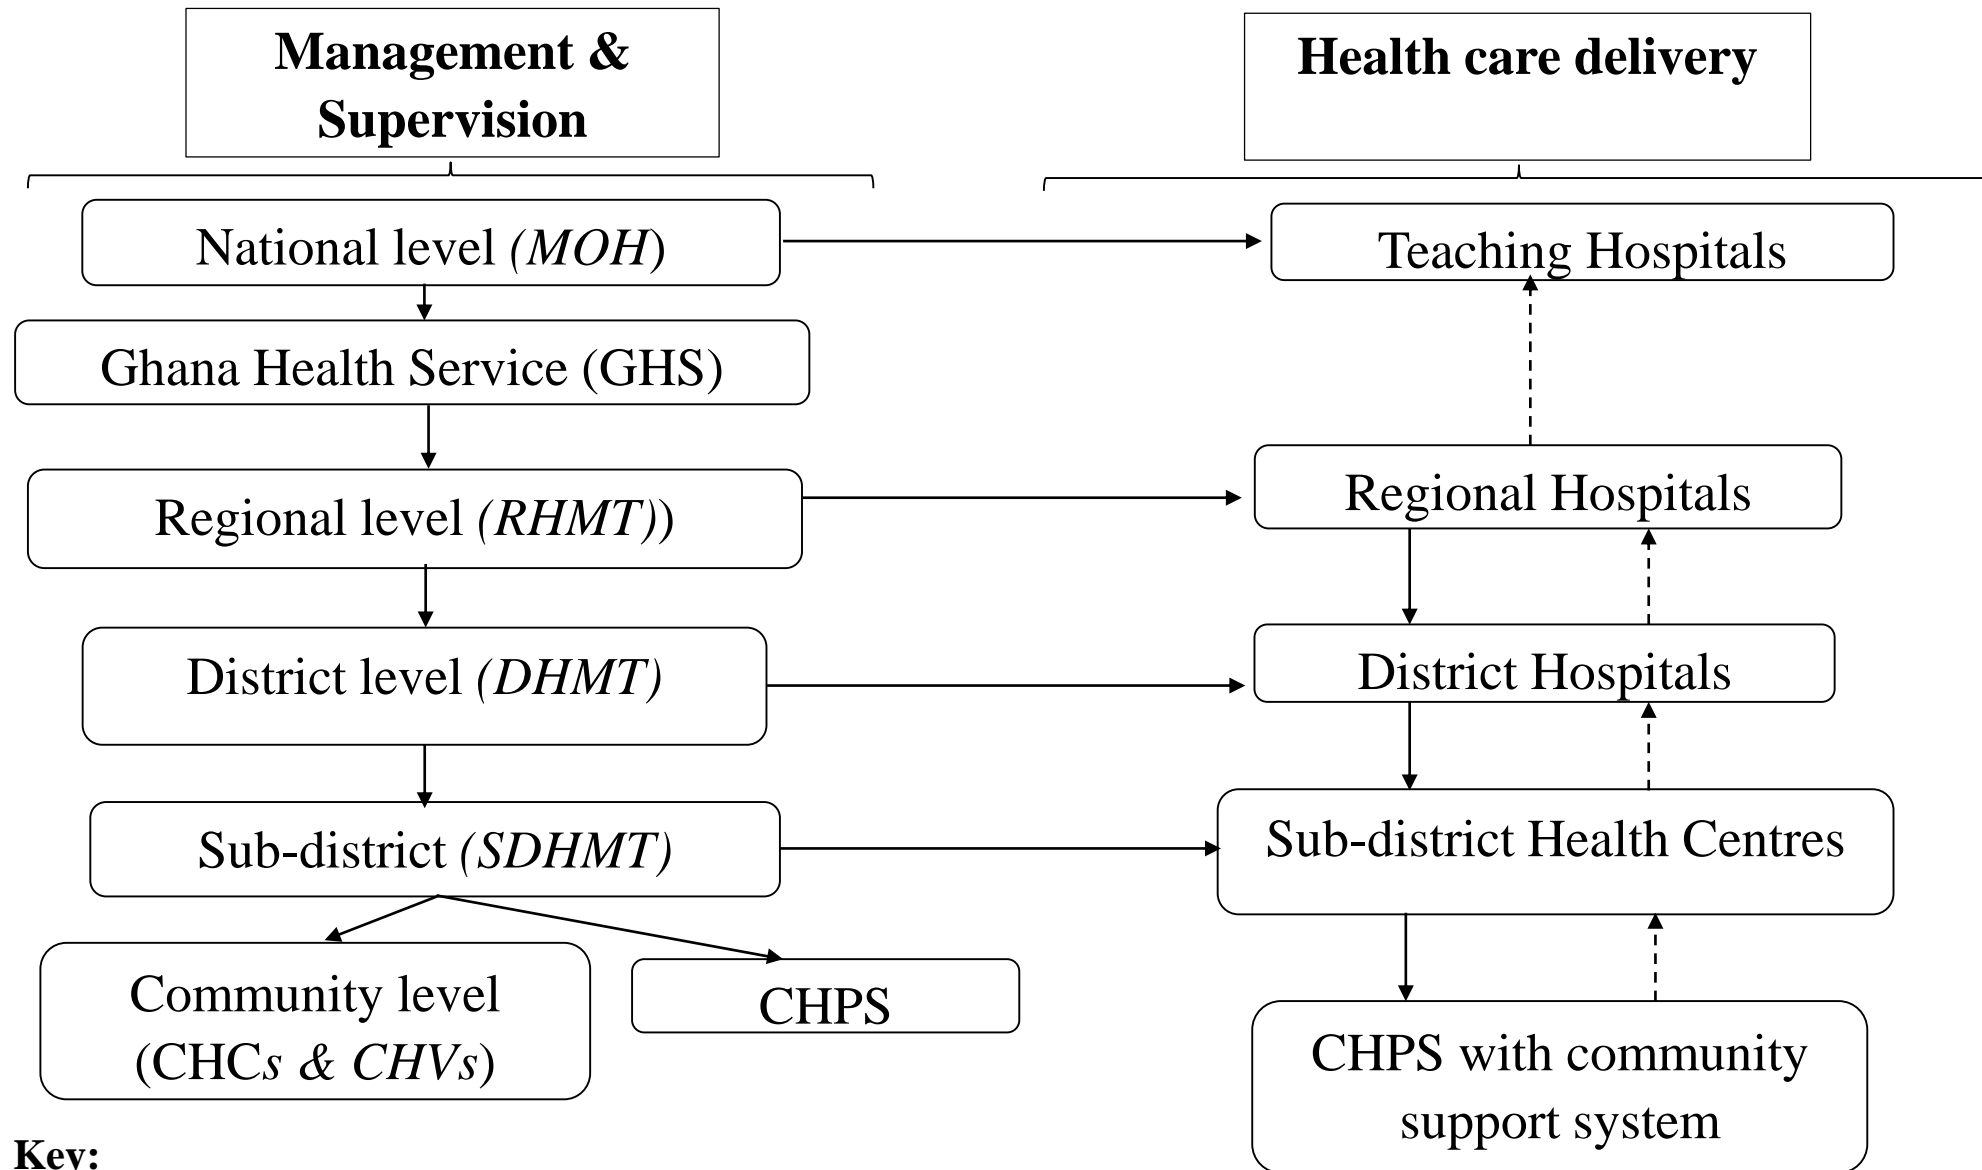 Management &
Supervision
Health care delivery
National level (MOH)
Teaching Hospitals
Ghana Health Service (GHS)
Regional level (RHMT))
Regional Hospitals
District level (DHMT)
District Hospitals
Sub-district (SDHMT)
Sub-district Health Centres
Community level
(CHCs & CHVs)
CHPS
CHPS with community
support system
Key: